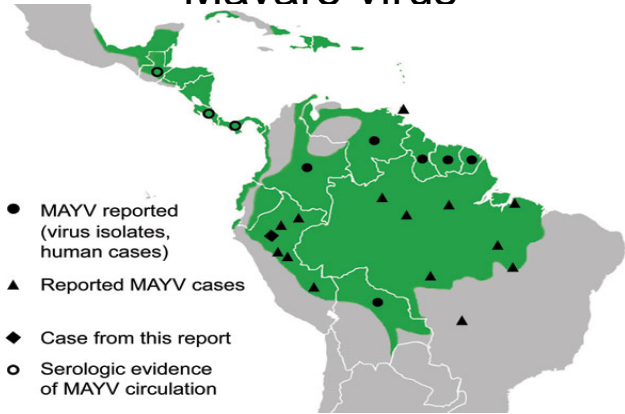 Mayaro Virus
MAYV reported
(virus isolates,
human cases)
Reported MAYV cases
Case from this report
Serologic evidence
of MAYV circulation